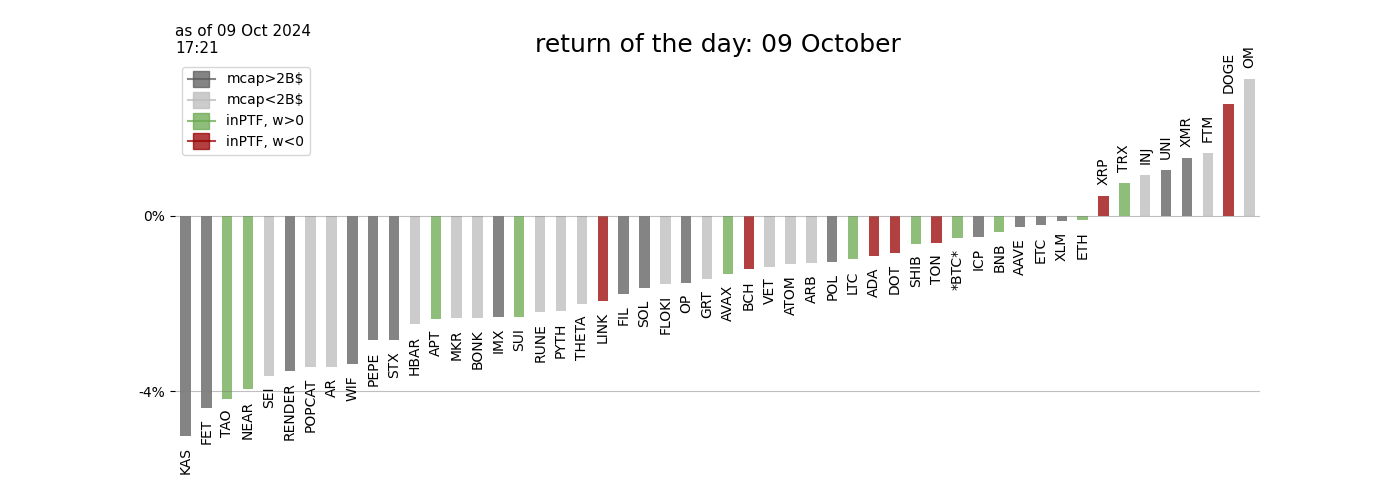 as of 09 Oct 2024
17:21
return of the day: 09 October
mcap>2B$
mcap<2B$
inPTF, w>0
inPTF, w<0
0%
-4%
KAS
FET
TAO
NEAR
SEI
RENDER
POPCAT
AR
WIF
PEPE
STX
HBAR
APT
MKR
BONK
IMX
SUI
RUNE
PYTH
THETA
LINK
FIL
SOL
FLOKI
OP
GRT
AVAX
BCH
VET
ATOM
ARB
POL
LTC
ADA
DOT
SHIB
TON
*BTC*
ICP
BNB
AAVE
ETC
XLM
ETH
XRP
TRX
INJ
UNI
XMR
FTM
DOGE
OM